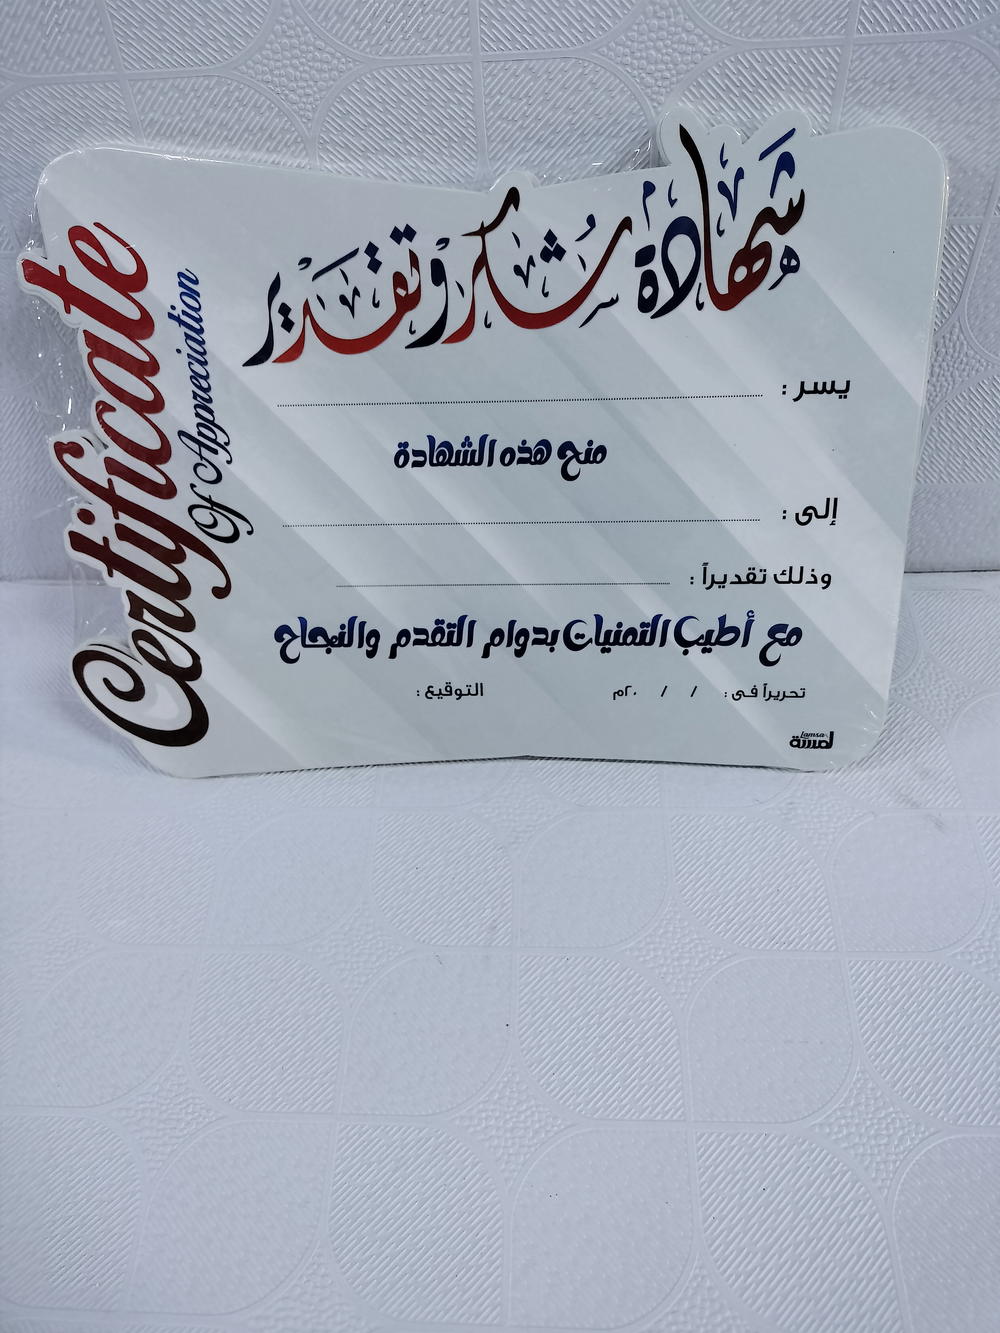 شهادة شكر وتقدير
يسر :
منح هذه الشهادة
إلى :
وذلك تقديراً :
مع أطيب التمنيات بدوام التقدم والنجاح
تحريراً فى : / / ٢٠م
التوقيع :
Lamsa
لمسة
Certificate
Of Appreciation